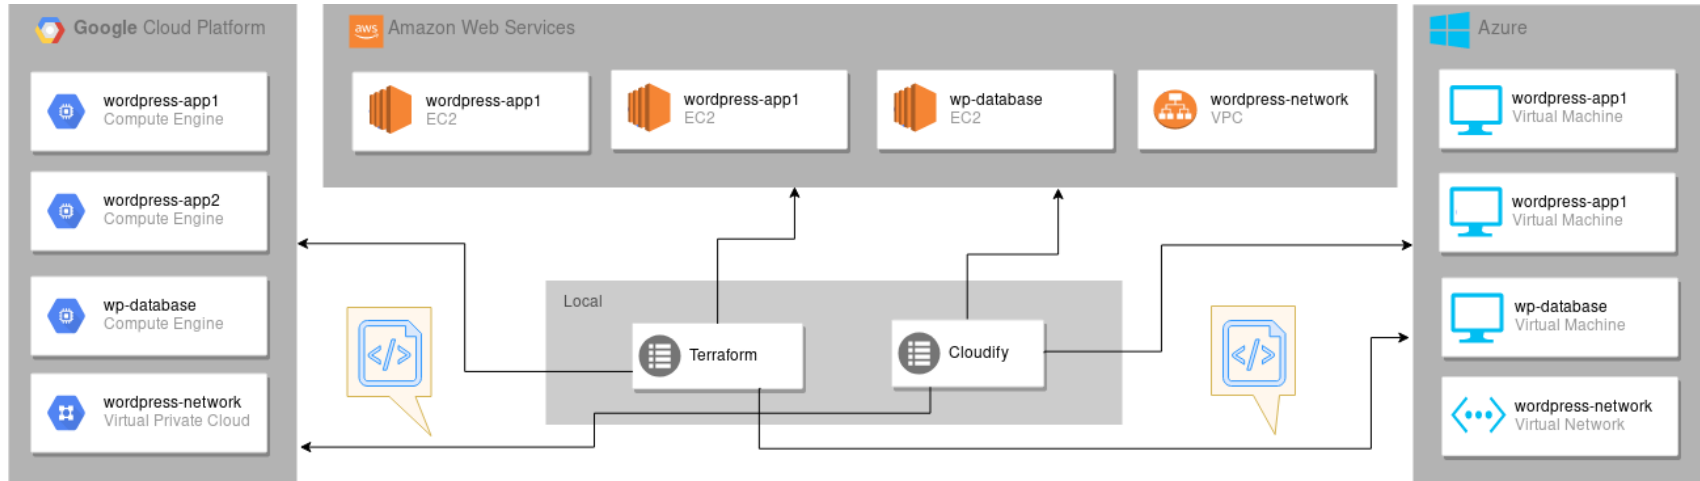 Google Cloud Platform
wordpress-app1
Compute Engine
wordpress-app2
Compute Engine
wp-database
Compute Engine
wordpress-network
Virtual Private Cloud
aws
Amazon Web Services
wordpress-app1
EC2
wordpress-app1
EC2
wp-database
EC2
wordpress-network
VPC
Local
</>
Terraform
Cloudify
</>
Azure
wordpress-app1
Virtual Machine
wordpress-app1
Virtual Machine
wp-database
Virtual Machine
wordpress-network
Virtual Network